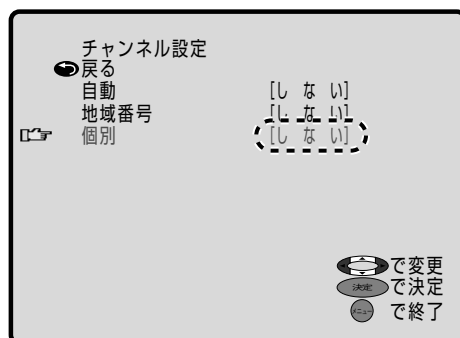 チャンネル設定
戻る
自動 [し な い]
地域番号 [し な い]
個別 [し な い]
で変更
決定 で決定
メニュー で終了